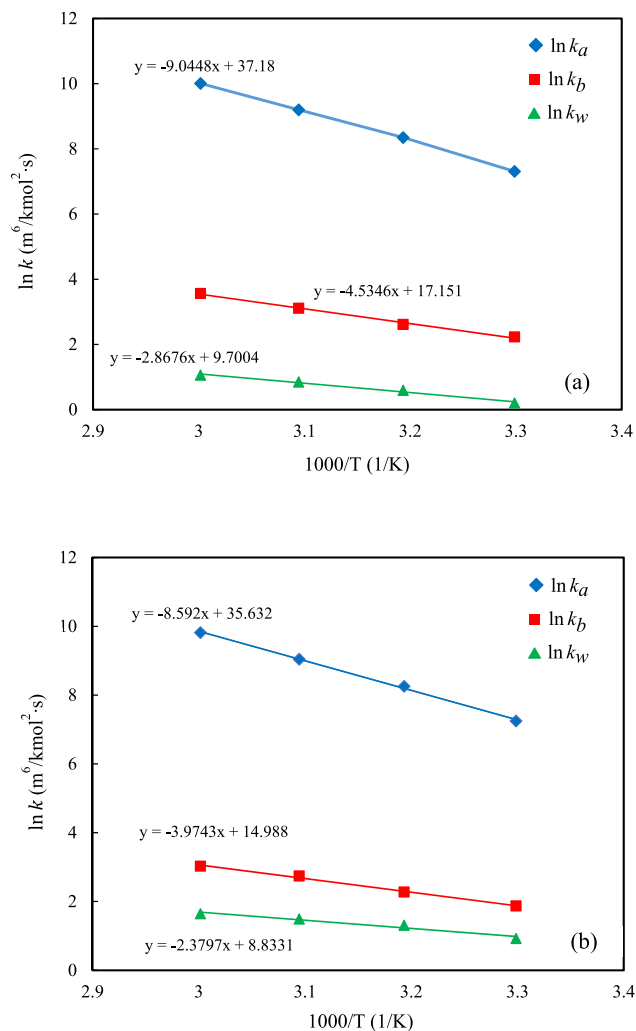 12
10
8
6
4
2
0
ln k (m⁶/kmol²·s)
y = -9.0448x + 37.18
ln kₐ
ln k_b
ln k_w
y = -4.5346x + 17.151
y = -2.8676x + 9.7004
(a)
2.9
3
3.1
3.2
3.3
3.4
1000/T (1/K)
12
10
8
6
4
2
0
ln k (m⁶/kmol²·s)
y = -8.592x + 35.632
ln kₐ
ln k_b
ln k_w
y = -3.9743x + 14.988
y = -2.3797x + 8.8331
(b)
2.9
3
3.1
3.2
3.3
3.4
1000/T (1/K)